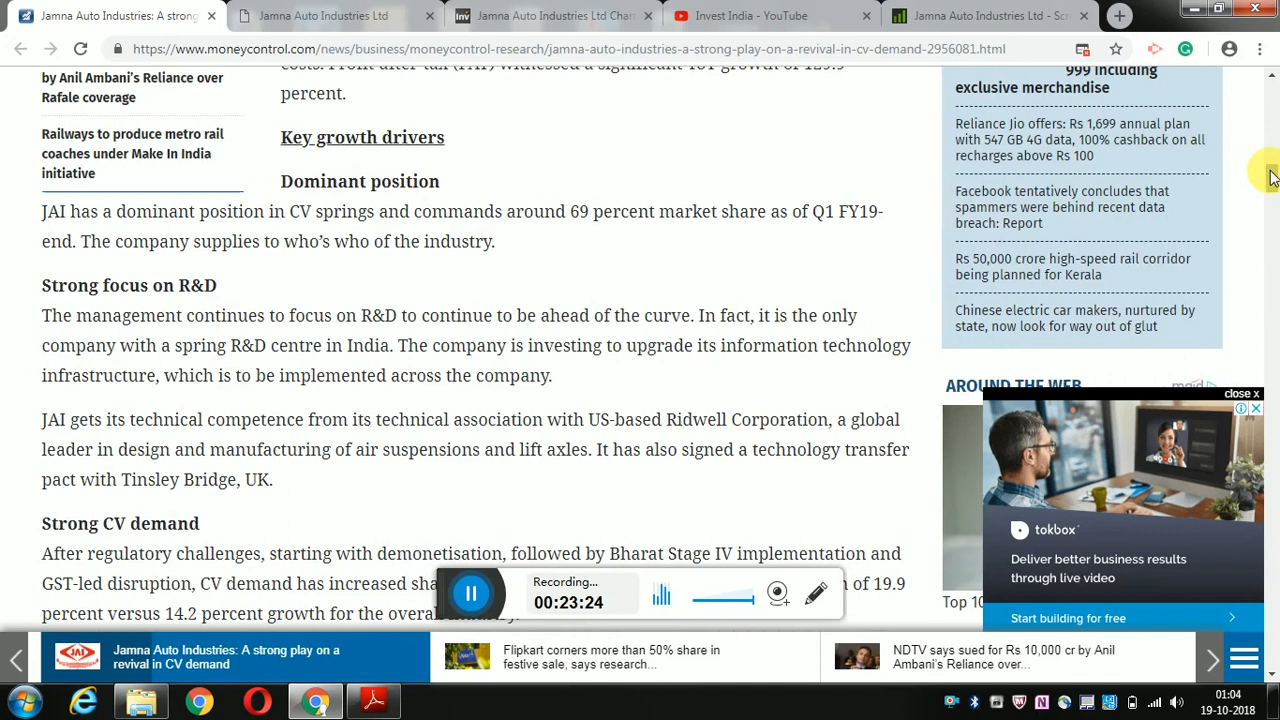 Jamna Auto Industries: A strong
Jamna Auto Industries Ltd
Jamna Auto Industries Ltd Char
Invest India - YouTube
Jamna Auto Industries Ltd - Scr
https://www.moneycontrol.com/news/business/moneycontrol-research/jamna-auto-industries-a-strong-play-on-a-revival-in-cv-demand-2956081.html
by Anil Ambani's Reliance over
Rafale coverage
Railways to produce metro rail
coaches under Make In India
initiative
percent.
Key growth drivers
Dominant position
JAI has a dominant position in CV springs and commands around 69 percent market share as of Q1 FY19-
end. The company supplies to who's who of the industry.
Strong focus on R&D
The management continues to focus on R&D to continue to be ahead of the curve. In fact, it is the only
company with a spring R&D centre in India. The company is investing to upgrade its information technology
infrastructure, which is to be implemented across the company.
JAI gets its technical competence from its technical association with US-based Ridwell Corporation, a global
leader in design and manufacturing of air suspensions and lift axles. It has also signed a technology transfer
pact with Tinsley Bridge, UK.
Strong CV demand
After regulatory challenges, starting with demonetisation, followed by Bharat Stage IV implementation and
GST-led disruption, CV demand has increased sha
n of 19.9
percent versus 14.2 percent growth for the overall industry.
999 including
exclusive merchandise
Reliance Jio offers: Rs 1,699 annual plan
with 547 GB 4G data, 100% cashback on all
recharges above Rs 100
Facebook tentatively concludes that
spammers were behind recent data
breach: Report
Rs 50,000 crore high-speed rail corridor
being planned for Kerala
Chinese electric car makers, nurtured by
state, now look for way out of glut
AROUND THE WEB
close x
tokbox
Deliver better business results
through live video
Start building for free
Top 10
Recording...
00:23:24
JAI
Jamna Auto Industries: A strong play on a
revival in CV demand
Flipkart corners more than 50% share in
festive sale, says research...
NDTV says sued for Rs 10,000 cr by Anil
Ambani's Reliance over...
01:04
19-10-2018